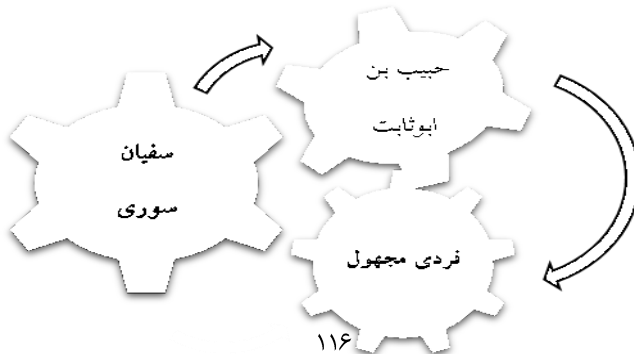 سفیان
سوری
حبیب بن
ابوثابت
فردی مجهول
۱۱۶